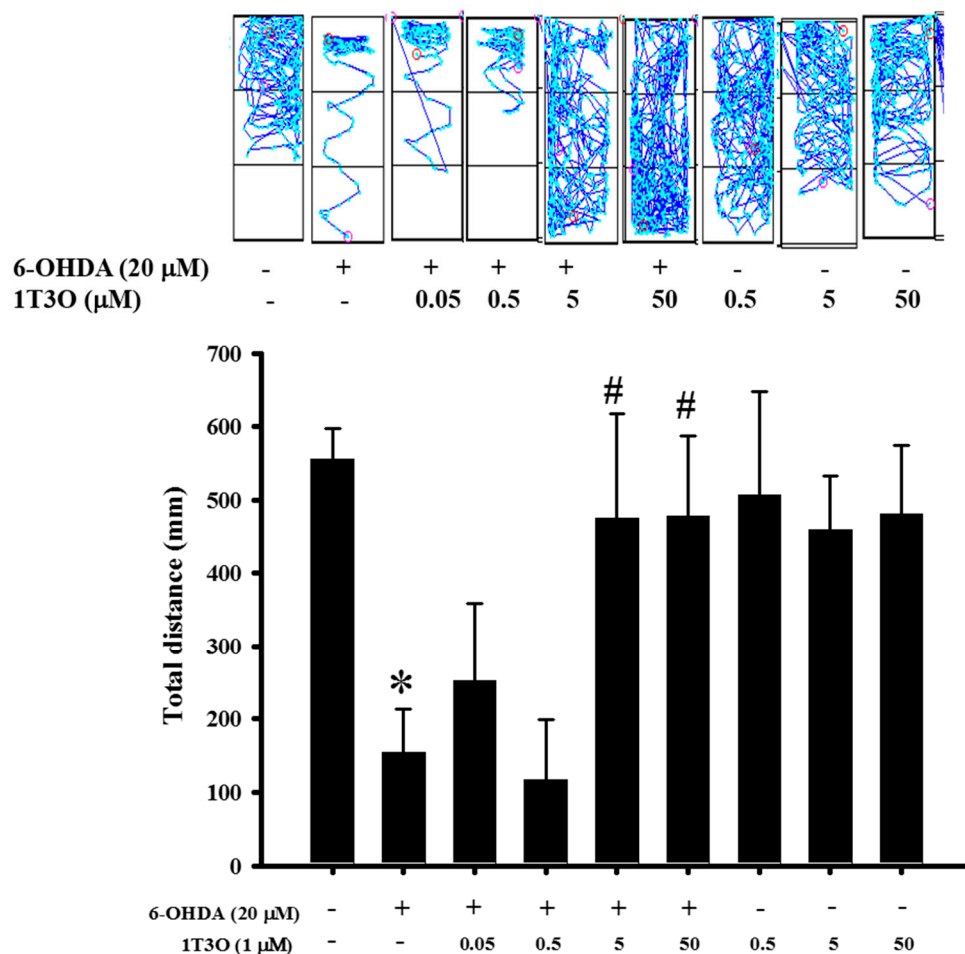 6-OHDA (20 μM) - + + + + + - - -
1T3O (μM) - - 0.05 0.5 5 50 0.5 5 50
700
600
500
400
300
200
100
0
Total distance (mm)
*
# #
6-OHDA (20 μM) - + + + + + - - -
1T3O (1 μM) - - 0.05 0.5 5 50 0.5 5 50